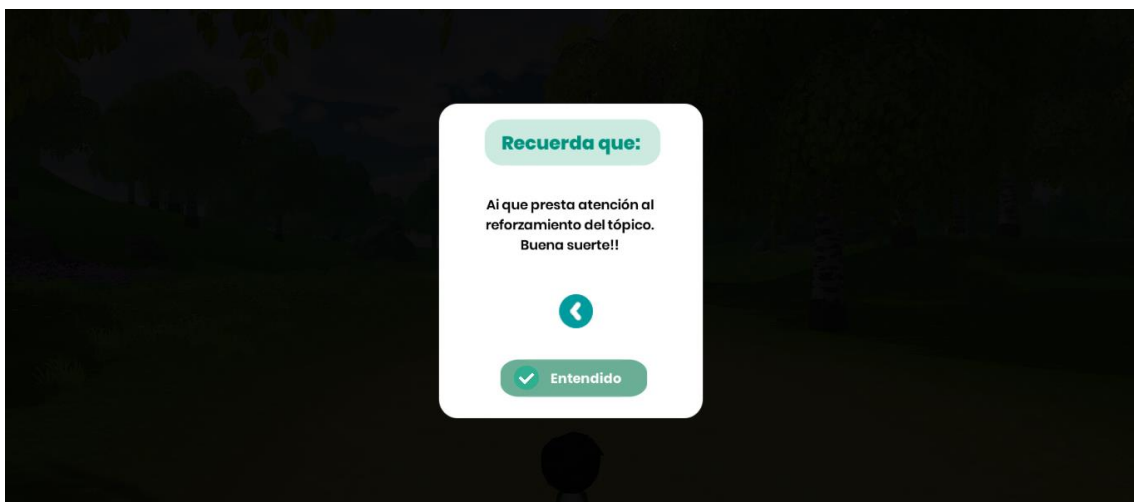 Recuerda que:
Ai que presta atención al
reforzamiento del tópico.
Buena suerte!!
Entendido